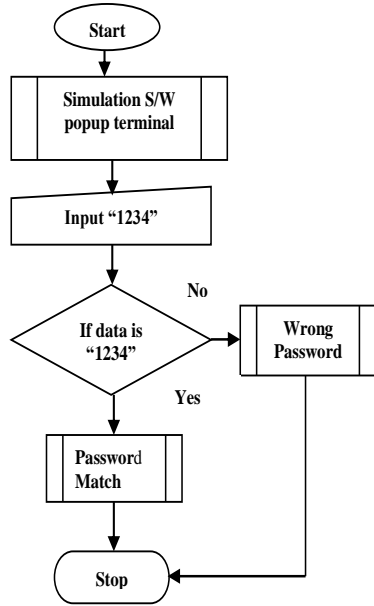 Start
Simulation S/W
popup terminal
Input “1234”
If data is
“1234”
No
Wrong
Password
Yes
Password
Match
Stop